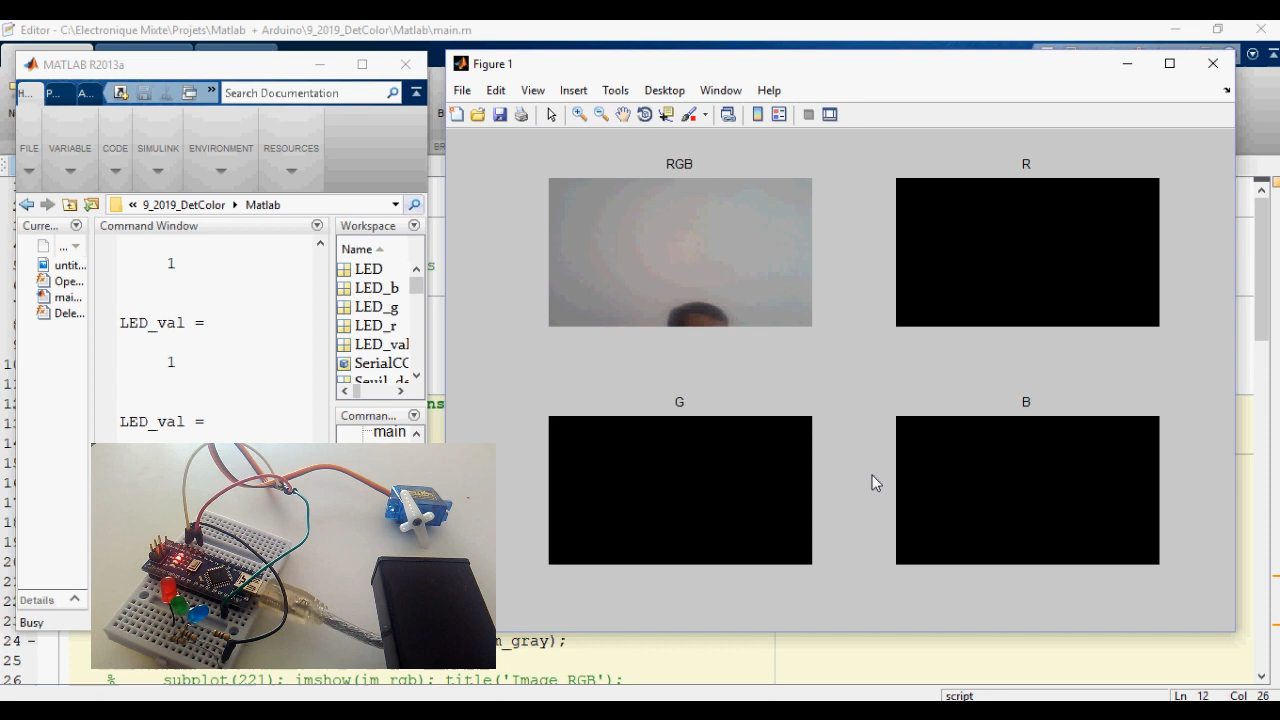 Editor - C:\Electronique Mixte\Projets\Matlab + Arduino\9_2019_DetColor\Matlab\main.m
MATLAB R2013a
H... P... A...
Search Documentation
FILE VARIABLE CODE SIMULINK ENVIRONMENT RESOURCES
« 9_2019_DetColor Matlab
Curre...
...
untit...
Ope...
mai...
Dele...
Details
Busy
Command Window
1
LED_val =
1
LED_val =
Workspace
Name
LED
LED_b
LED_g
LED_r
LED_val
SerialCO
Comman...
main
Figure 1
File Edit View Insert Tools Desktop Window Help
RGB
R
G
B
24 - m_gray);
25
26 % subplot(221); imshow(im_rgb); title('Image RGB');
script Ln 12 Col 26